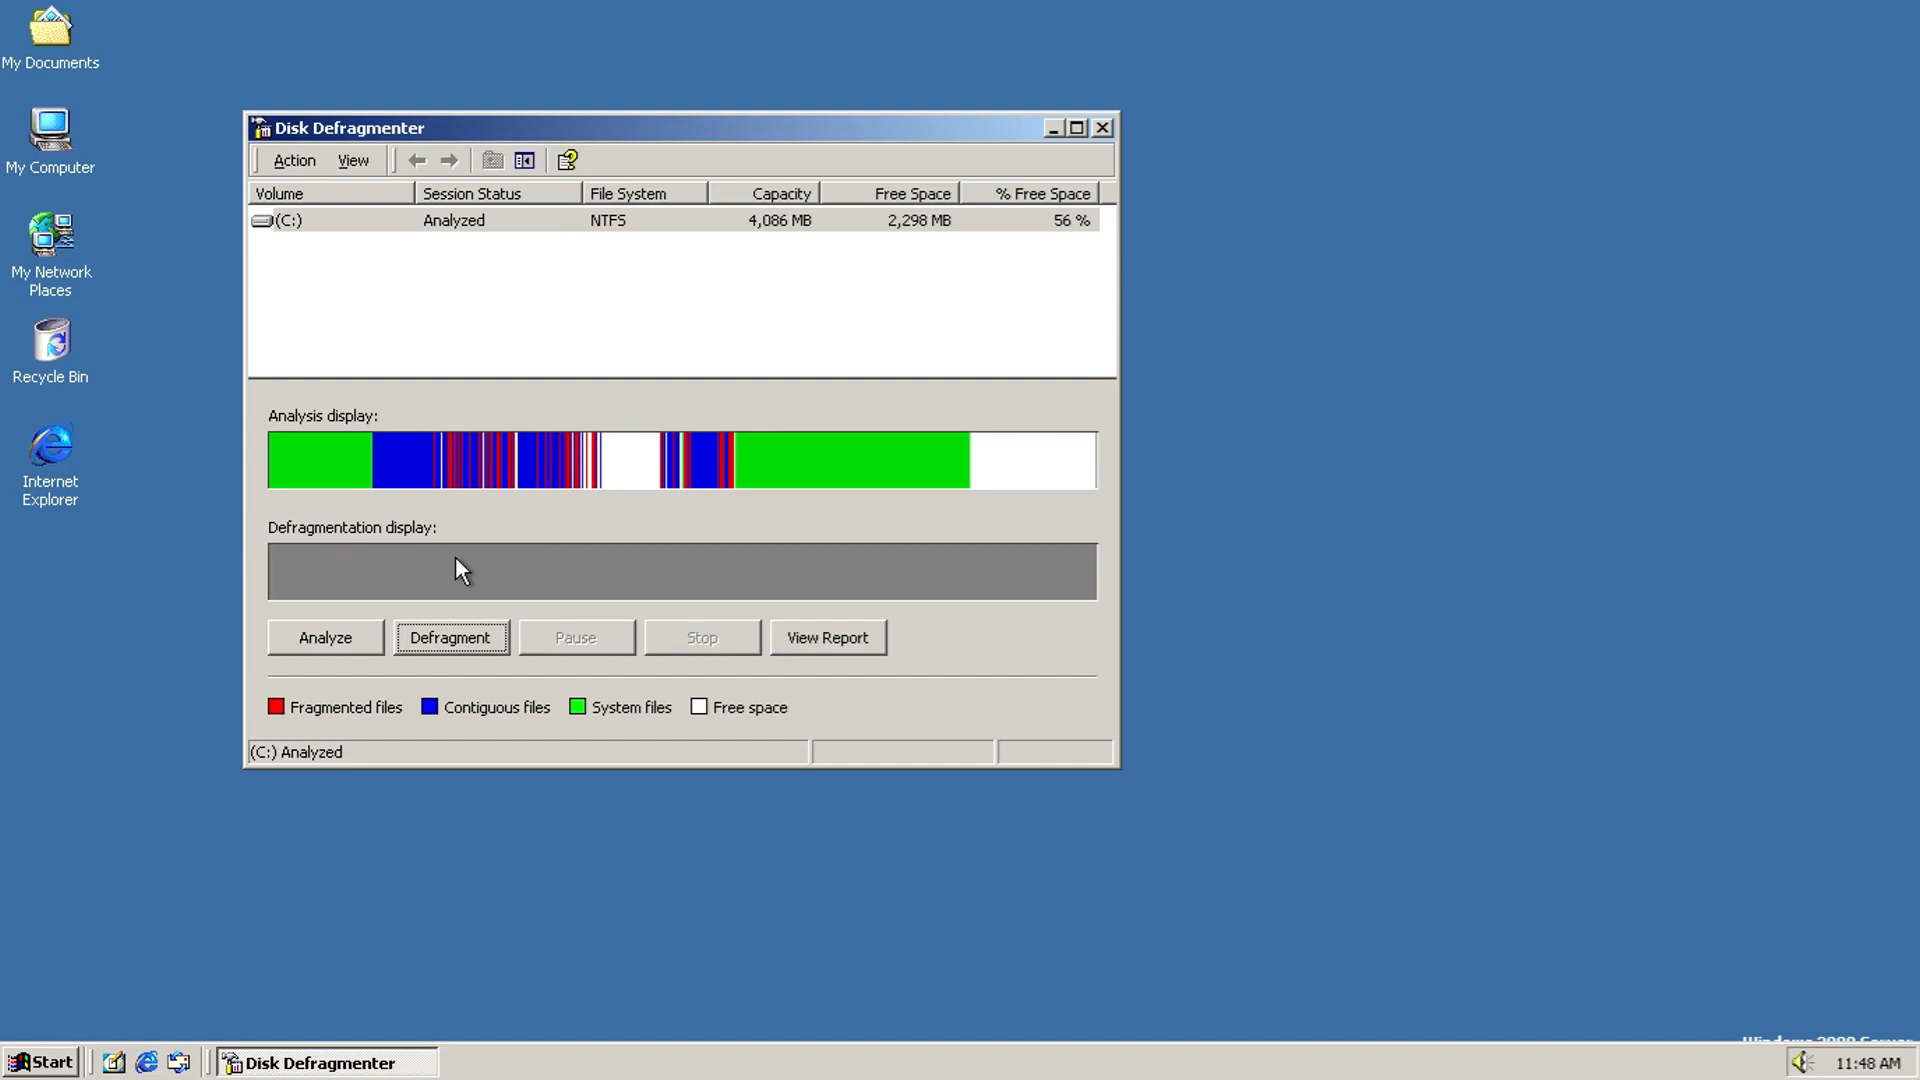 My Documents
My Computer
My Network
Places
Recycle Bin
Internet
Explorer
Disk Defragmenter
Action View
Volume Session Status File System Capacity Free Space % Free Space
(C:) Analyzed NTFS 4,086 MB 2,298 MB 56 %
Analysis display:
Defragmentation display:
Analyze Defragment Pause Stop View Report
Fragmented files Contiguous files System files Free space
(C:) Analyzed
Windows 2000 Server
Start Disk Defragmenter 11:48 AM